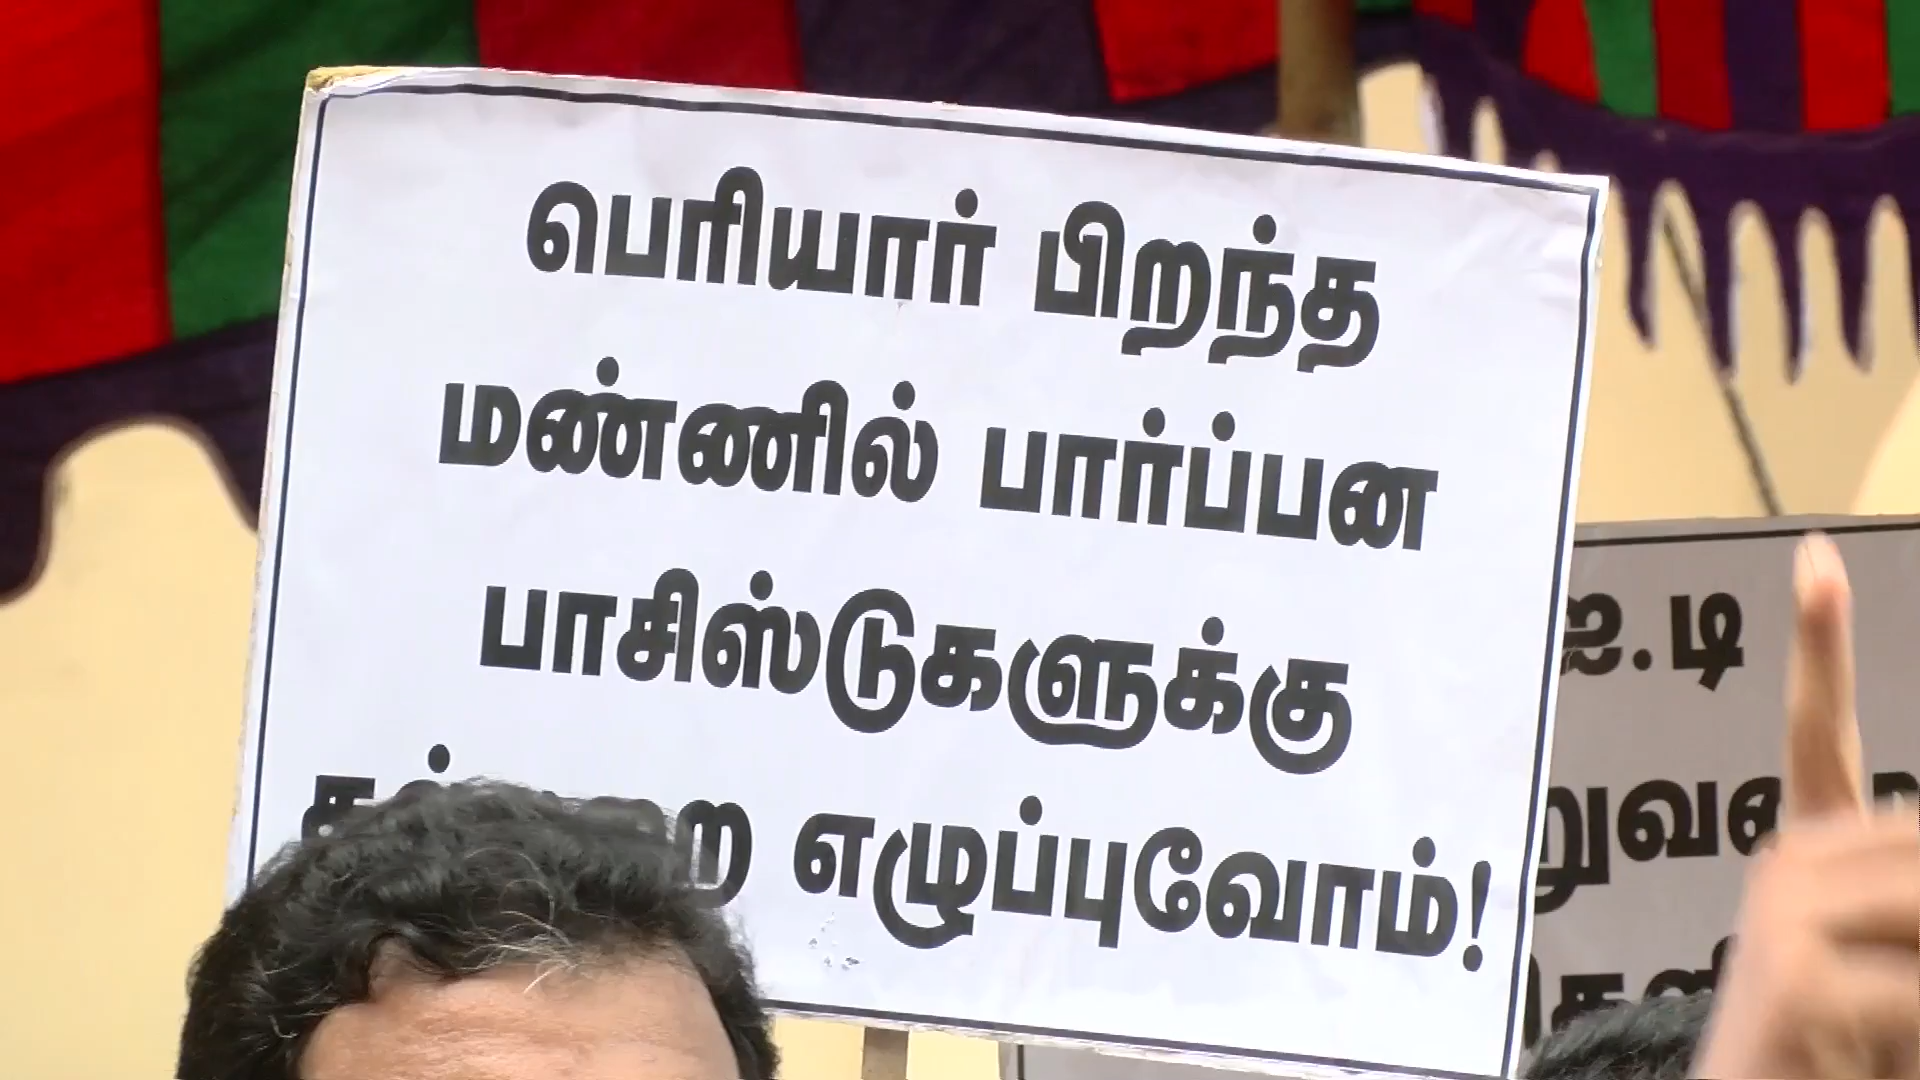 பெரியார் பிறந்த
மண்ணில் பார்ப்பன
பாசிஸ்டுகளுக்கு
எழுப்புவோம்!
ஐ.டி